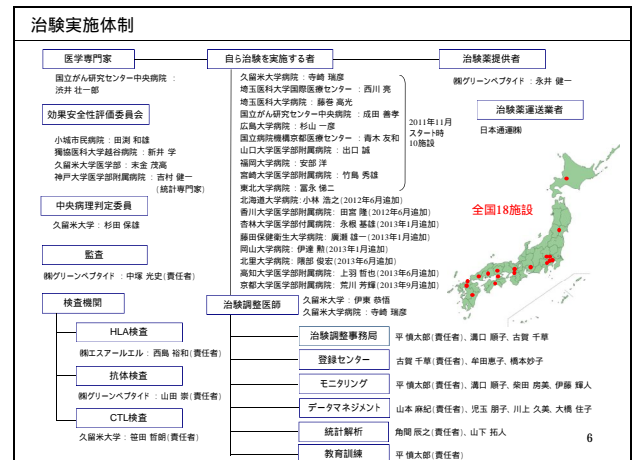 治験実施体制
医学専門家
国立がん研究センター中央病院 :
渋井 壮一郎
効果安全性評価委員会
小城市民病院 : 田渕 和雄
獨協医科大学越谷病院 : 新井 学
久留米大学医学部 : 末金 茂高
神戸大学医学部附属病院 : 吉村 健一
(統計専門家)
中央病理判定委員
久留米大学 : 杉田 保雄
監査
㈱グリーンペプタイド : 中塚 光史(責任者)
検査機関
HLA検査
㈱エスアールエル : 西島 裕和(責任者)
抗体検査
㈱グリーンペプタイド : 山田 崇(責任者)
CTL検査
久留米大学 : 笹田 哲朗(責任者)
自ら治験を実施する者
久留米大学病院 : 寺崎 瑞彦
埼玉医科大学国際医療センター : 西川 亮
埼玉医科大学病院 : 藤巻 高光
国立がん研究センター中央病院 : 成田 善孝
広島大学病院 : 杉山 一彦
国立病院機構京都医療センター : 青木 友和
山口大学医学部附属病院 : 出口 誠
福岡大学病院 : 安部 洋
宮崎大学医学部附属病院 : 竹島 秀雄
東北大学病院 : 冨永 悌二
2011年11月
スタート時
10施設
北海道大学病院: 小林 浩之(2012年6月追加)
香川大学医学部附属病院: 田宮 隆(2012年6月追加)
杏林大学医学部付属病院: 永根 基雄(2013年1月追加)
藤田保健衛生大学病院: 廣瀬 雄一(2013年1月追加)
岡山大学病院: 伊達 勲(2013年1月追加)
北里大学病院: 隈部 俊宏(2013年6月追加)
高知大学医学部附属病院: 上羽 哲也(2013年6月追加)
京都大学医学部附属病院: 荒川 芳輝(2013年9月追加)
治験調整医師
久留米大学: 伊東 恭悟
久留米大学病院: 寺崎 瑞彦
治験調整事務局
平 慎太郎(責任者)、溝口 順子、古賀 千草
登録センター
古賀 千草(責任者)、牟田恵子、橋本妙子
モニタリング
平 慎太郎(責任者)、溝口 順子、柴田 房美、伊藤 輝人
データマネジメント
山本 麻紀(責任者)、児玉 朋子、川上 久美、大橋 住子
統計解析
角間 辰之(責任者)、山下 拓人
教育訓練
平 慎太郎(責任者)
治験薬提供者
㈱グリーンペプタイド : 永井 健一
治験薬運送業者
日本通運㈱
全国18施設
6